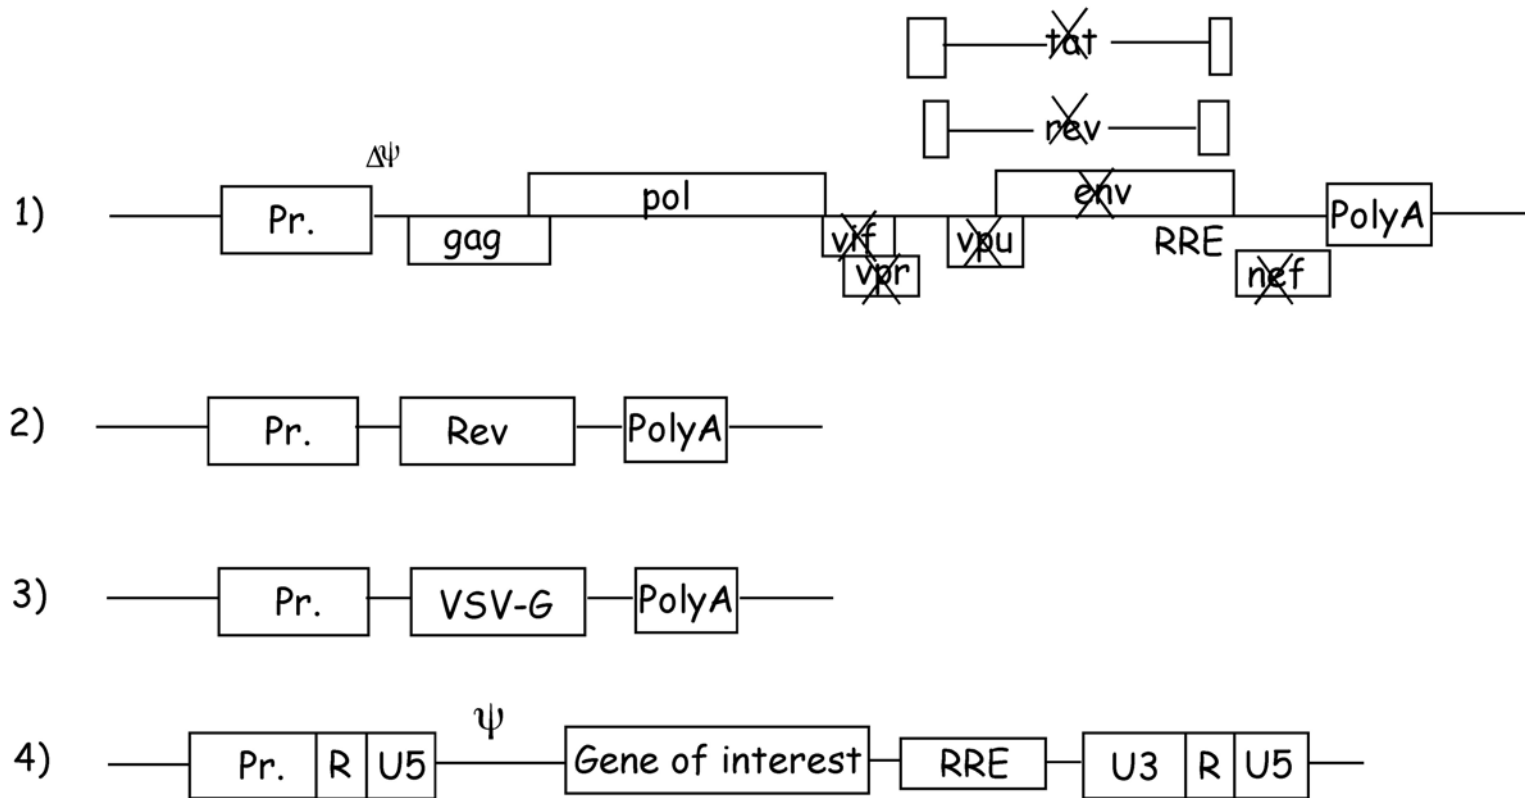 tat
rev
Δψ
1) Pr. gag pol vif vpr vpu env RRE nef PolyA
2) Pr. Rev PolyA
3) Pr. VSV-G PolyA
ψ
4) Pr. R U5 Gene of interest RRE U3 R U5